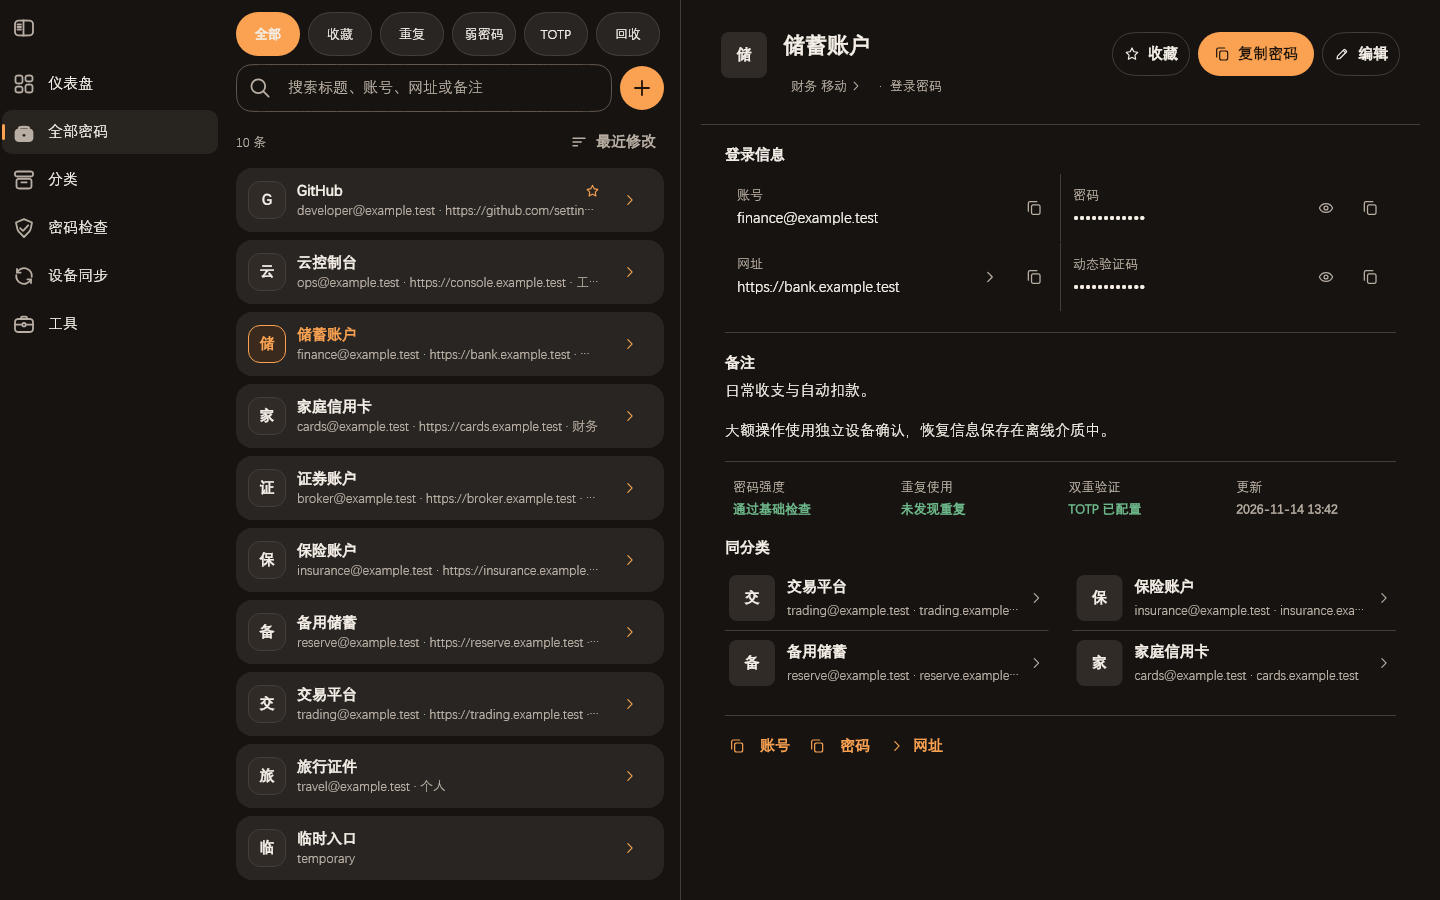 仪表盘
全部密码
分类
密码检查
设备同步
工具
全部 收藏 重复 弱密码 TOTP 回收
搜索标题、账号、网址或备注
10 条 最近修改
G GitHub
developer@example.test · https://github.com/settin···
云 云控制台
ops@example.test · https://console.example.test · 工···
储 储蓄账户
finance@example.test · https://bank.example.test · ···
家 家庭信用卡
cards@example.test · https://cards.example.test · 财务
证 证券账户
broker@example.test · https://broker.example.test · ···
保 保险账户
insurance@example.test · https://insurance.example.···
备 备用储蓄
reserve@example.test · https://reserve.example.test ····
交 交易平台
trading@example.test · https://trading.example.test ····
旅 旅行证件
travel@example.test · 个人
临 临时入口
temporary
储 储蓄账户
财务 移动 · 登录密码
收藏 复制密码 编辑
登录信息
账号
finance@example.test
密码
••••••••••••
网址
https://bank.example.test
动态验证码
••••••••••••
备注
日常收支与自动扣款。
大额操作使用独立设备确认，恢复信息保存在离线介质中。
密码强度 重复使用 双重验证 更新
通过基础检查 未发现重复 TOTP 已配置 2026-11-14 13:42
同分类
交 交易平台
trading@example.test · trading.example···
保 保险账户
insurance@example.test · insurance.exa···
备 备用储蓄
reserve@example.test · reserve.example···
家 家庭信用卡
cards@example.test · cards.example.test
账号 密码 网址